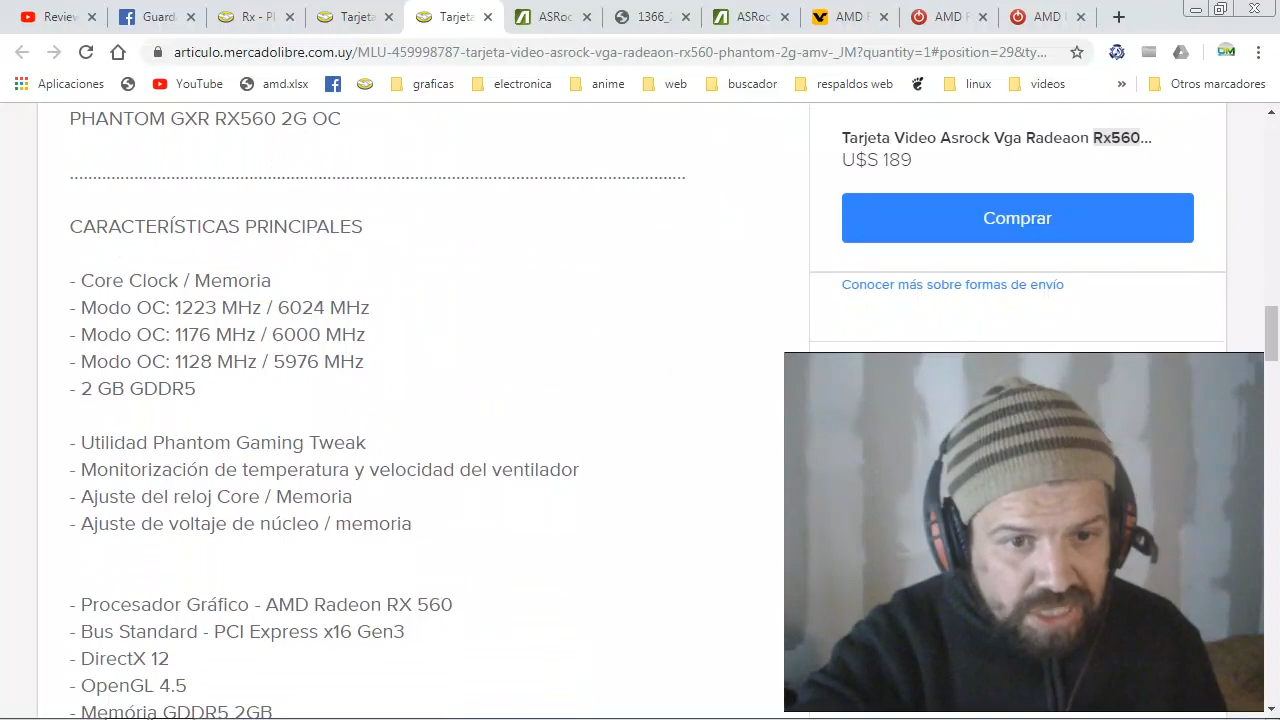 Review
Guard
Rx - Pl
Tarjeta
Tarjeta
ASRoc
1366_2
ASRoc
AMD F
AMD F
AMD |
articulo.mercadolibre.com.uy/MLU-459998787-tarjeta-video-asrock-vga-radeaon-rx560-phantom-2g-amv-_JM?quantity=1#position=29&ty...
Aplicaciones
YouTube
amd.xlsx
graficas
electronica
anime
web
buscador
respaldos web
linux
videos
»
Otros marcadores
PHANTOM GXR RX560 2G OC
CARACTERÍSTICAS PRINCIPALES
- Core Clock / Memoria
- Modo OC: 1223 MHz / 6024 MHz
- Modo OC: 1176 MHz / 6000 MHz
- Modo OC: 1128 MHz / 5976 MHz
- 2 GB GDDR5
- Utilidad Phantom Gaming Tweak
- Monitorización de temperatura y velocidad del ventilador
- Ajuste del reloj Core / Memoria
- Ajuste de voltaje de núcleo / memoria
- Procesador Gráfico - AMD Radeon RX 560
- Bus Standard - PCI Express x16 Gen3
- DirectX 12
- OpenGL 4.5
- Memória GDDR5 2GB
Tarjeta Video Asrock Vga Radeaon Rx560...
U$S 189
Comprar
Conocer más sobre formas de envío